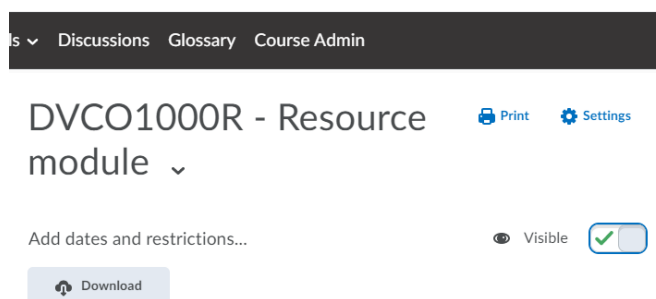 ls Discussions Glossary Course Admin
DVCO1000R - Resource
module
Print Settings
Add dates and restrictions...
Visible
Download